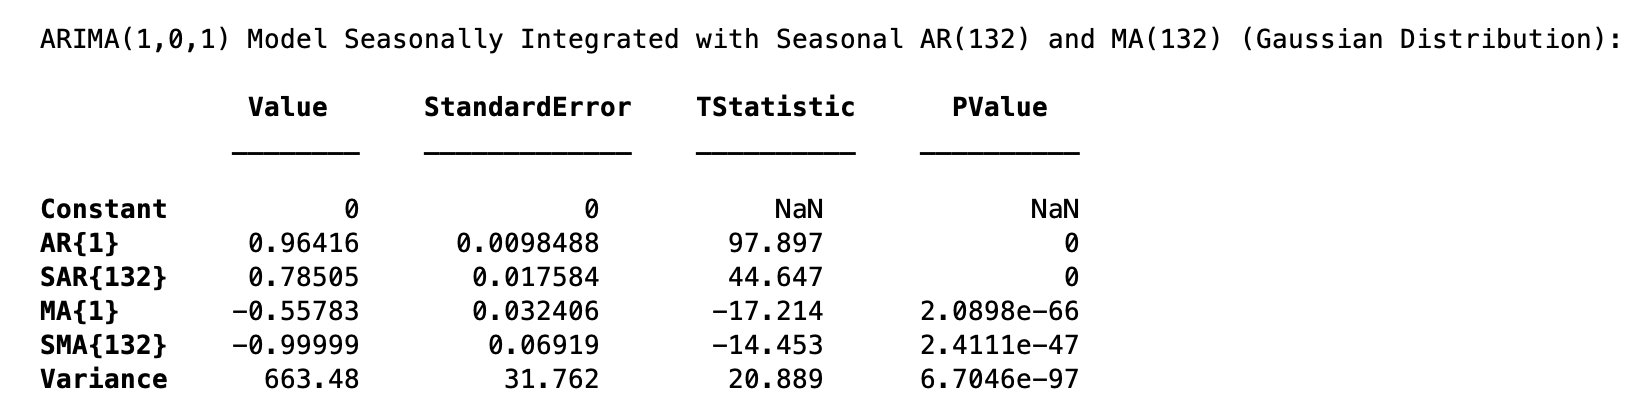 ARIMA(1,0,1) Model Seasonally Integrated with Seasonal AR(132) and MA(132) (Gaussian Distribution):
Value StandardError TStatistic PValue
Constant 0 0 NaN NaN
AR{1} 0.96416 0.0098488 97.897 0
SAR{132} 0.78505 0.017584 44.647 0
MA{1} -0.55783 0.032406 -17.214 2.0898e-66
SMA{132} -0.99999 0.06919 -14.453 2.4111e-47
Variance 663.48 31.762 20.889 6.7046e-97